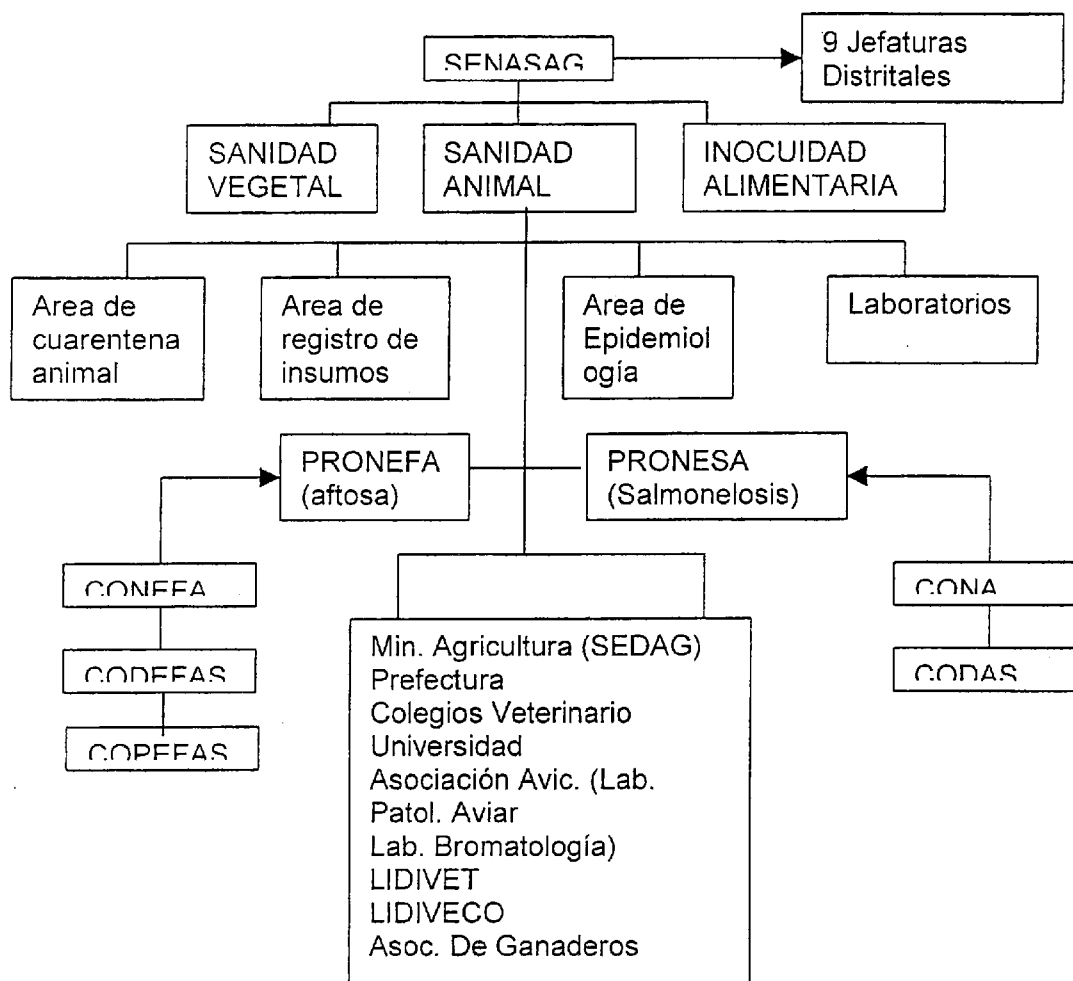 SENASAG
9 Jefaturas
Distritales
SANIDAD
VEGETAL
SANIDAD
ANIMAL
INOCUIDAD
ALIMENTARIA
Area de
cuarentena
animal
Area de
registro de
insumos
Area de
Epidemiol
ogía
Laboratorios
PRONEFA
(aftosa)
PRONESA
(Salmonelosis)
CONEFA
CODEFAS
COPEFAS
CONA
CODAS
Min. Agricultura (SEDAG)
Prefectura
Colegios Veterinario
Universidad
Asociación Avic. (Lab.
Patol. Aviar
Lab. Bromatología)
LIDIVET
LIDIVECO
Asoc. De Ganaderos